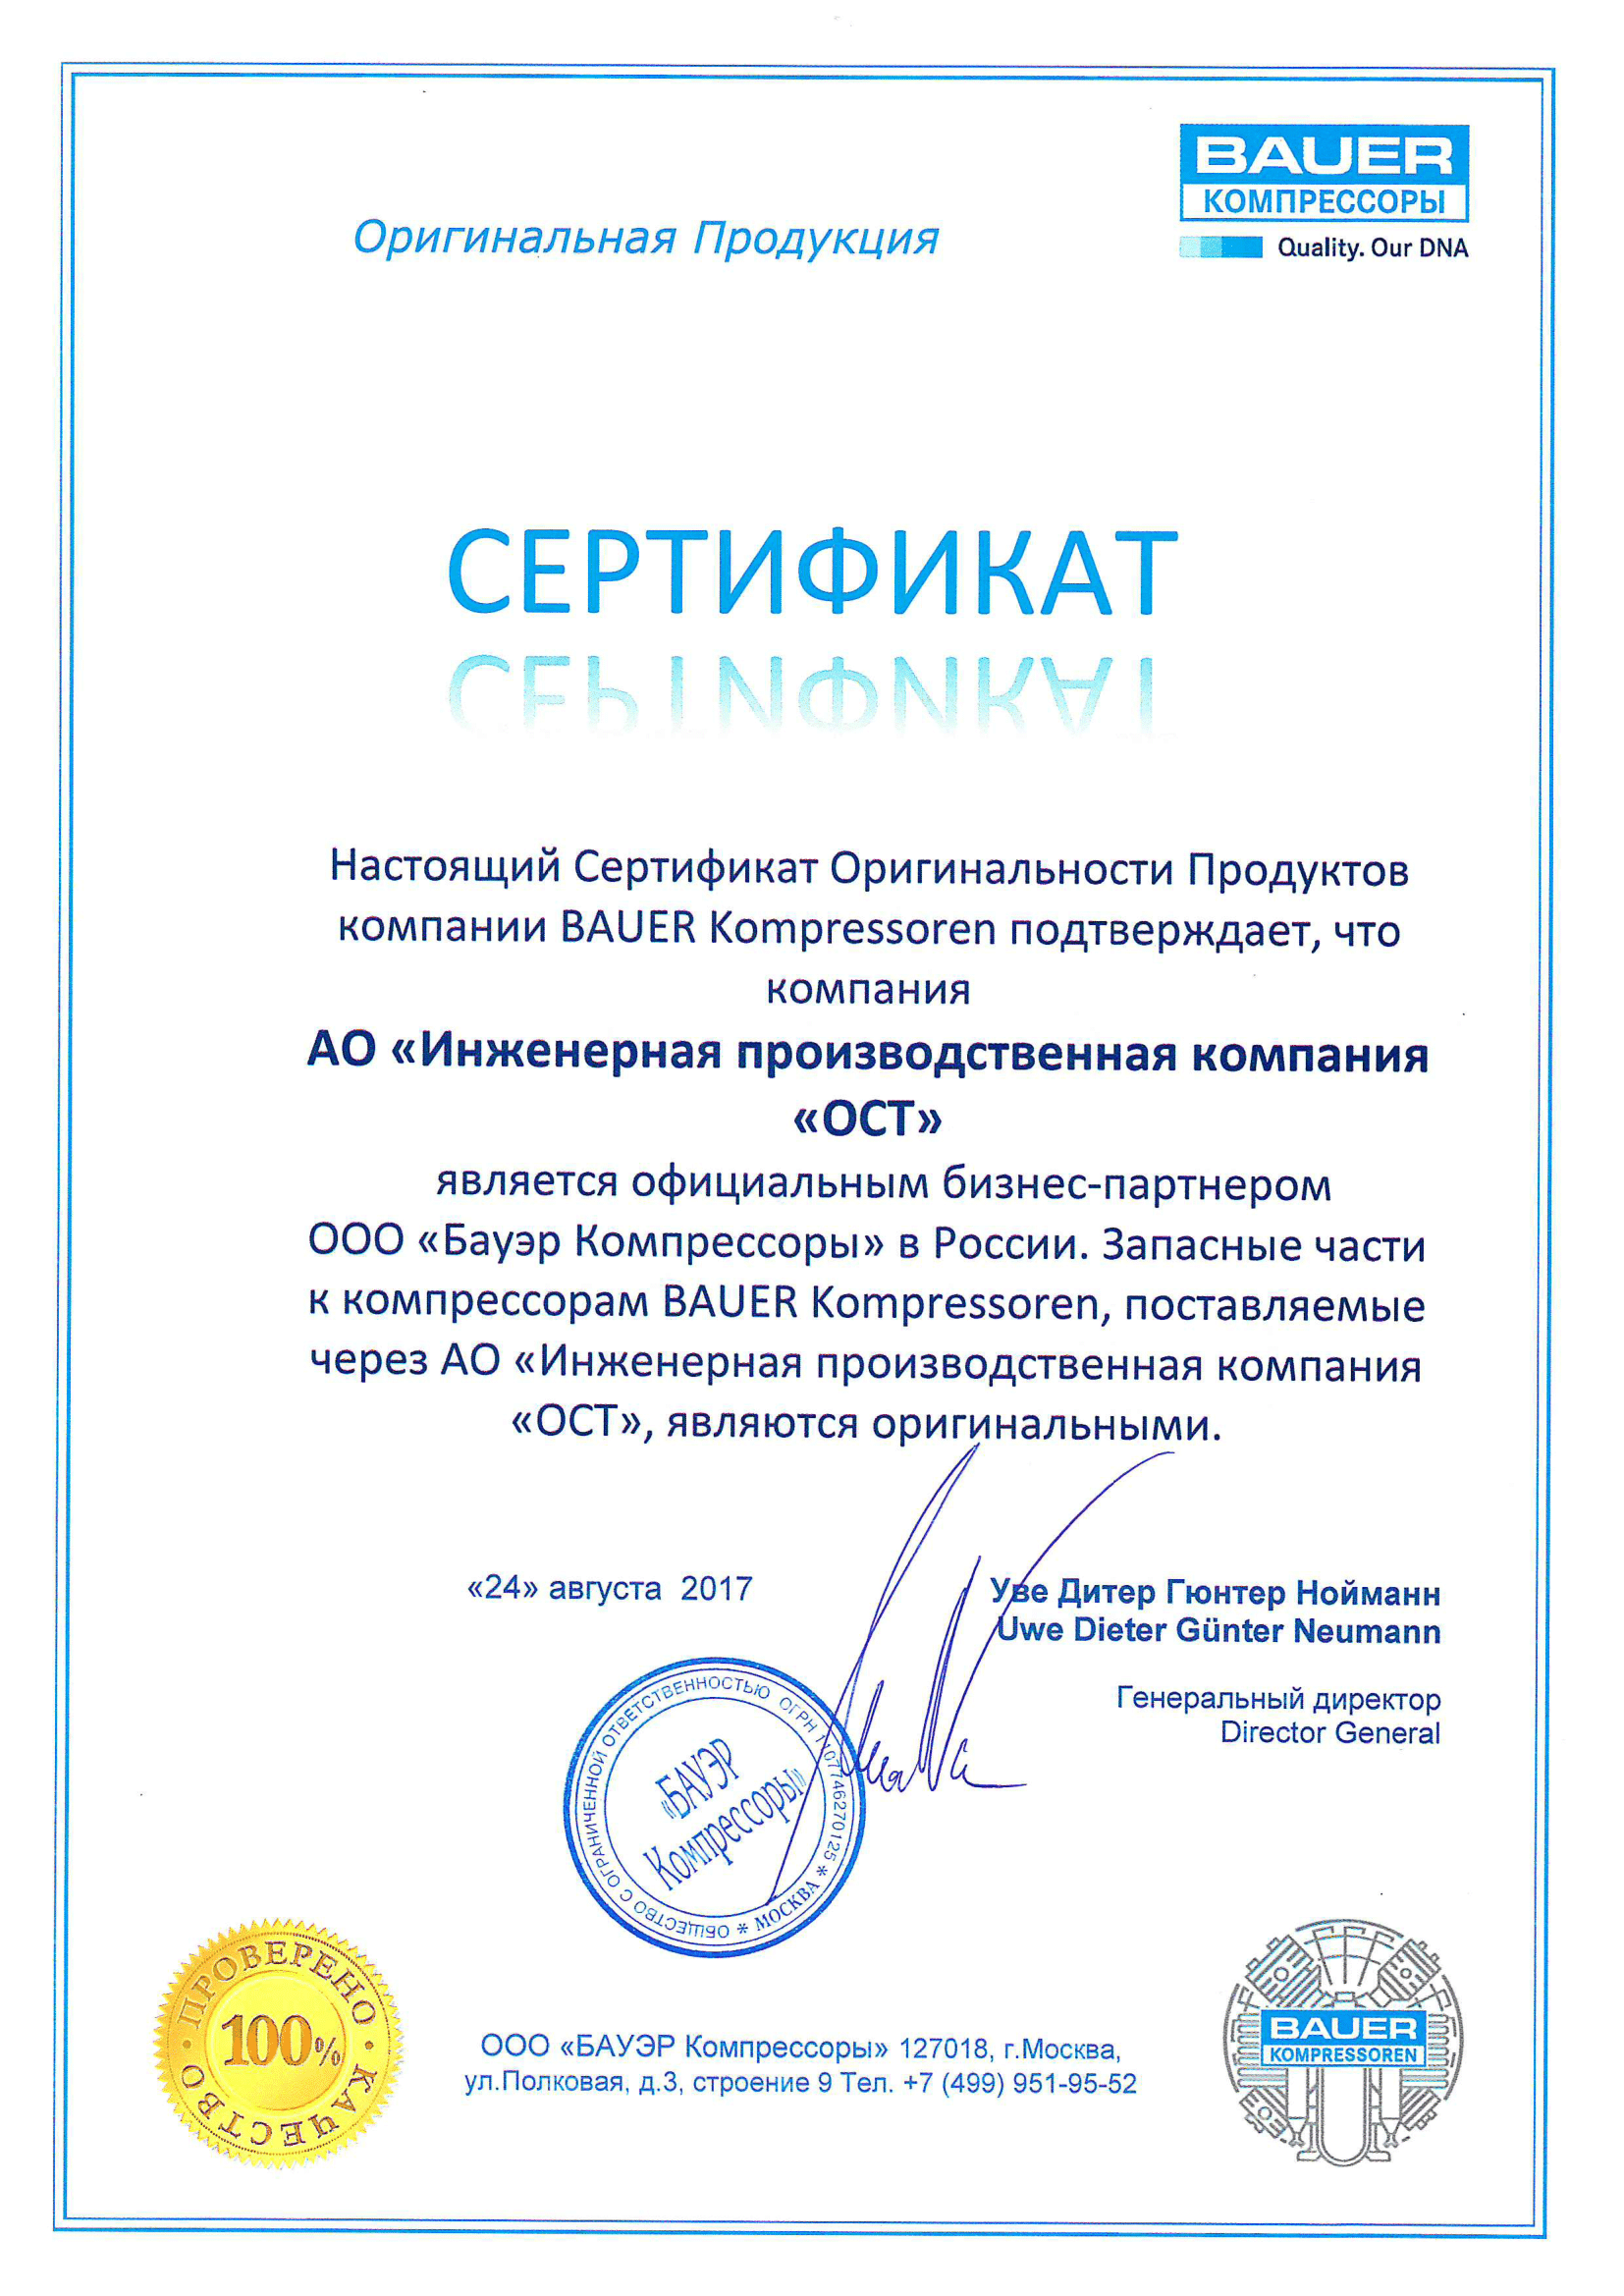 BAUER
КОМПРЕССОРЫ
Quality. Our DNA
Оригинальная Продукция
СЕРТИФИКАТ
Настоящий Сертификат Оригинальности Продуктов
компании BAUER Kompressoren подтверждает, что
компания
АО «Инженерная производственная компания
«ОСТ»
является официальным бизнес-партнером
ООО «Бауэр Компрессоры» в России. Запасные части
к компрессорам BAUER Kompressoren, поставляемые
через АО «Инженерная производственная компания
«ОСТ», являются оригинальными.
«24» августа 2017
Уве Дитер Гюнтер Нойманн
Uwe Dieter Günter Neumann
Генеральный директор
Director General
ОБЩЕСТВО С ОГРАНИЧЕННОЙ ОТВЕТСТВЕННОСТЬЮ ОГРН 1107746270125 * МОСКВА *
«БАУЭР
Компрессоры»
ПРОВЕРЕНО · КАЧЕСТВО ·
100%
ООО «БАУЭР Компрессоры» 127018, г.Москва,
ул.Полковая, д.3, строение 9 Тел. +7 (499) 951-95-52
BAUER
KOMPRESSOREN